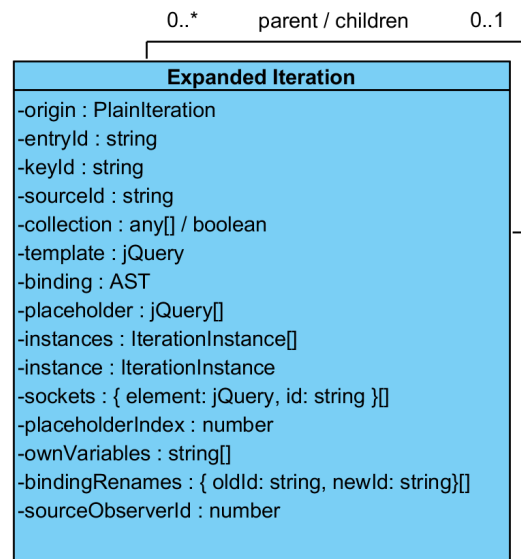 0..* parent / children 0..1
Expanded Iteration
-origin : PlainIteration
-entryId : string
-keyId : string
-sourceId : string
-collection : any[] / boolean
-template : jQuery
-binding : AST
-placeholder : jQuery[]
-instances : IterationInstance[]
-instance : IterationInstance
-sockets : { element: jQuery, id: string }[]
-placeholderIndex : number
-ownVariables : string[]
-bindingRenames : { oldId: string, newId: string}[]
-sourceObserverId : number